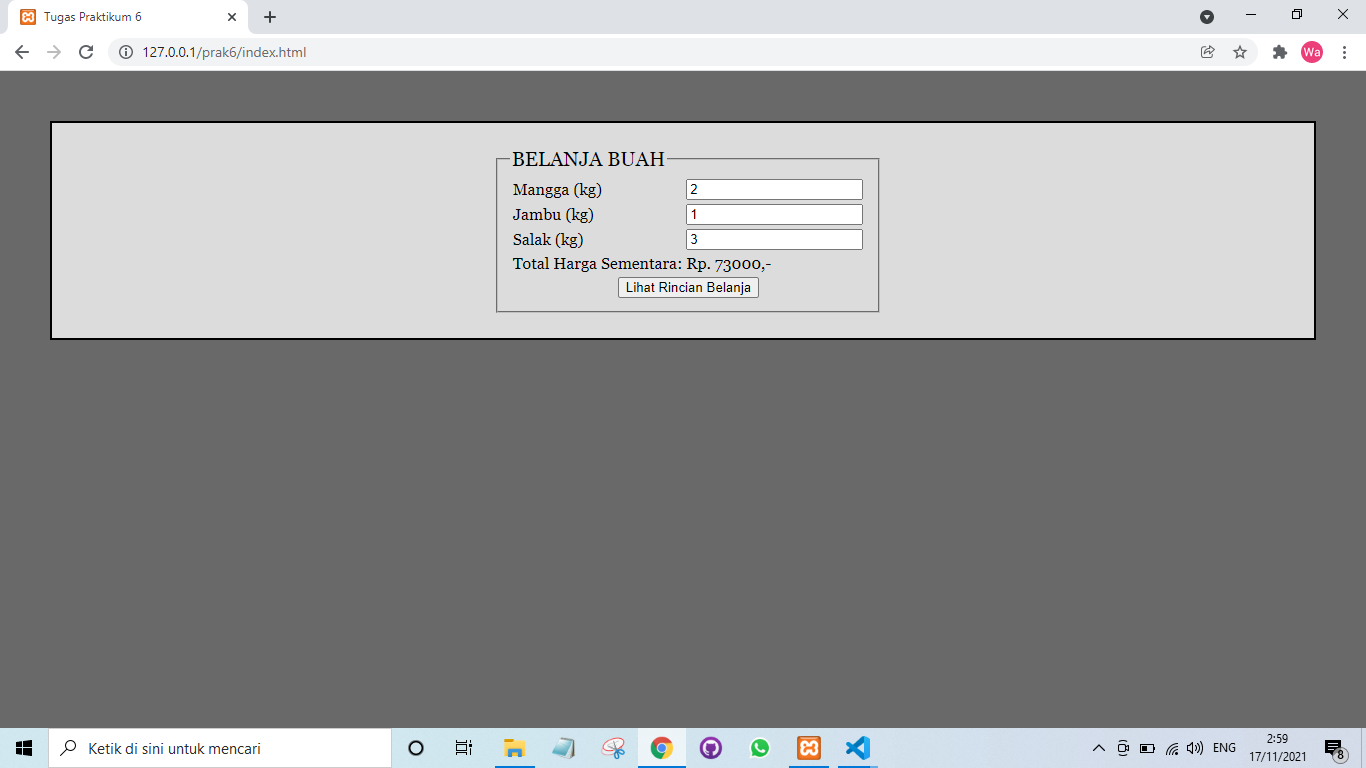 Tugas Praktikum 6
127.0.0.1/prak6/index.html
Wa
BELANJA BUAH
Mangga (kg) 2
Jambu (kg) 1
Salak (kg) 3
Total Harga Sementara: Rp. 73000,-
Lihat Rincian Belanja
Ketik di sini untuk mencari
ENG
2:59
17/11/2021
8